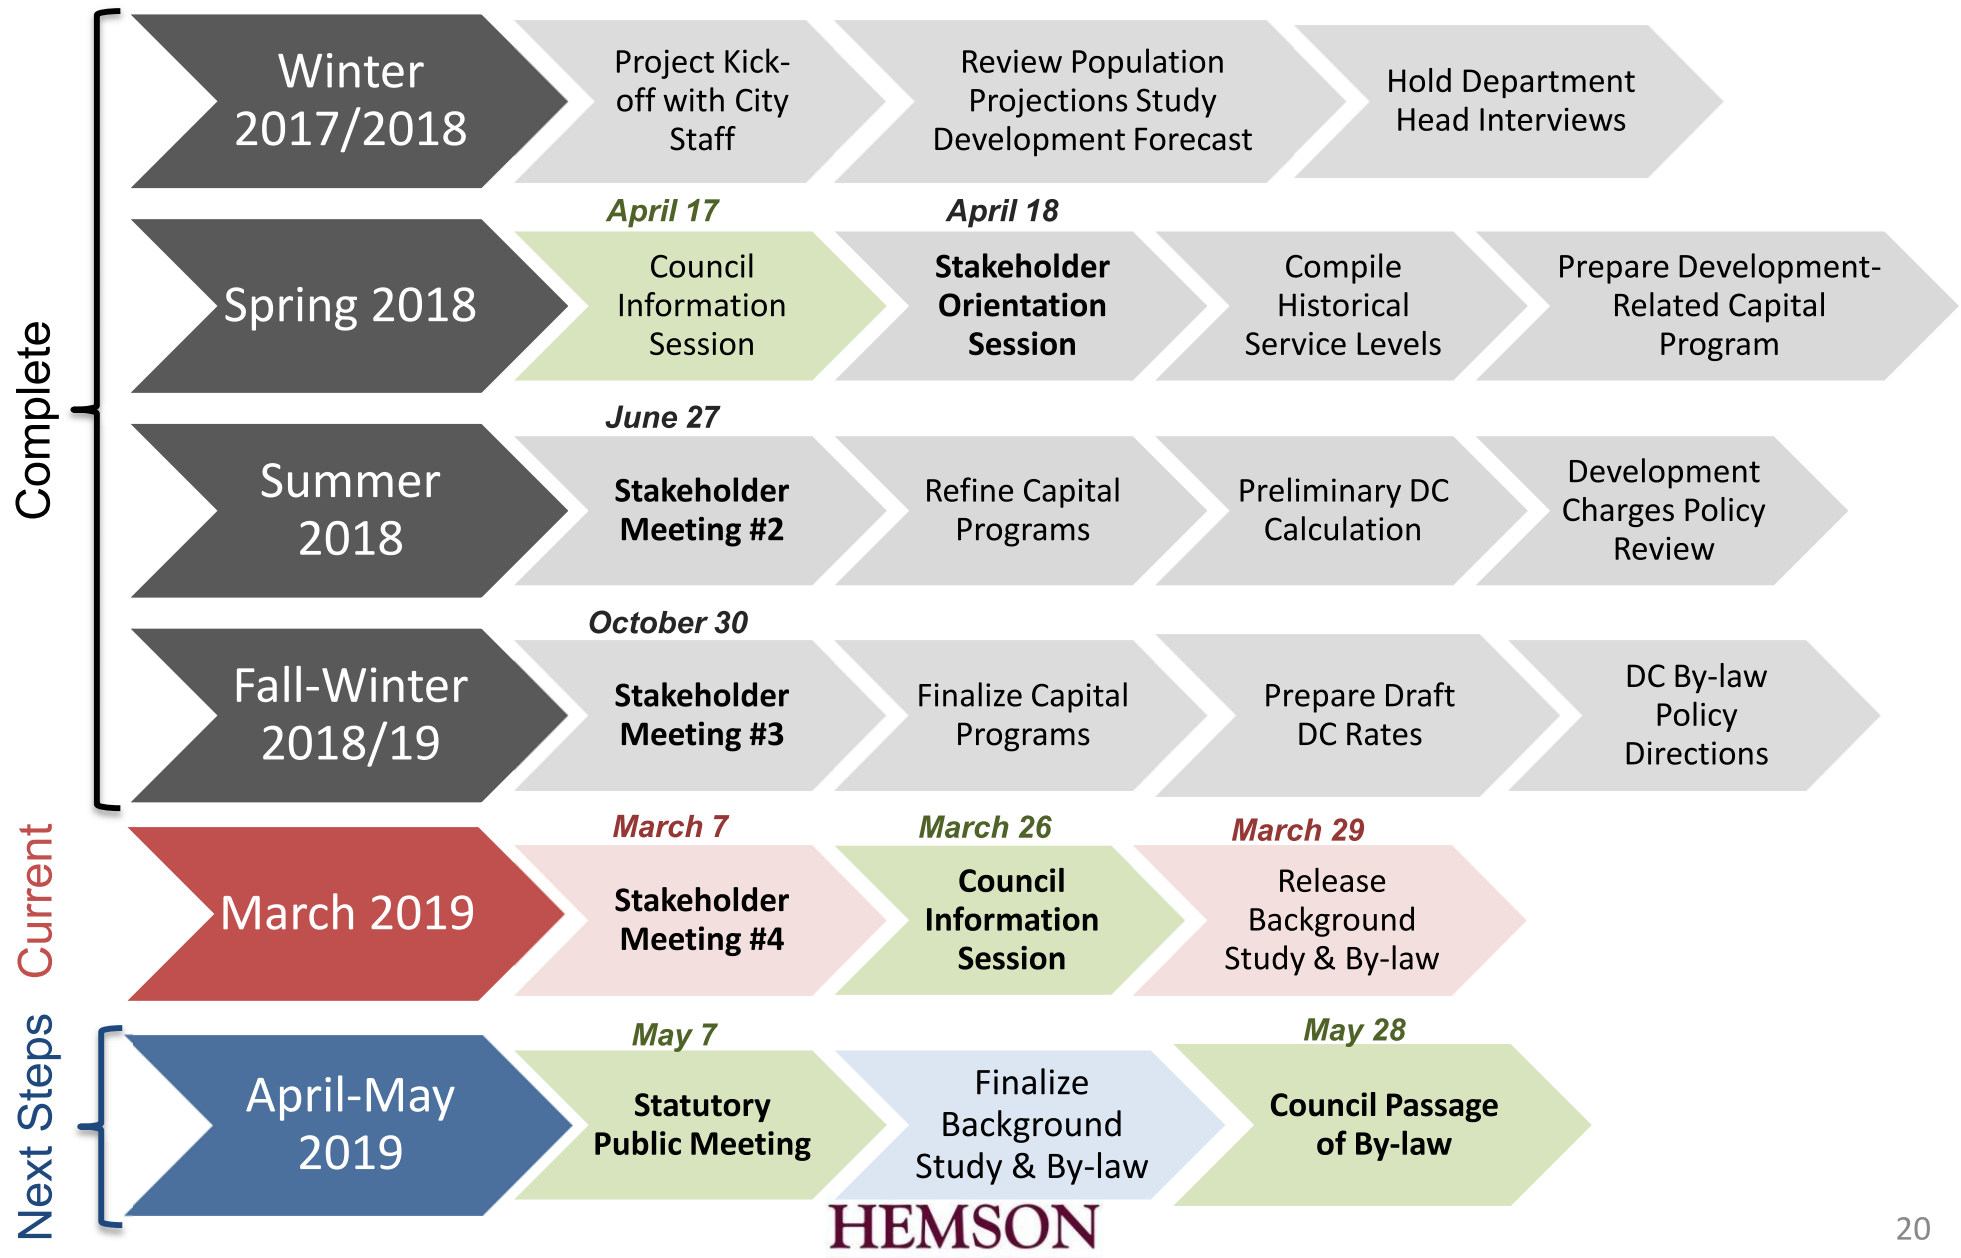 Complete
Winter
2017/2018
Project Kick-
off with City
Staff
Review Population
Projections Study
Development Forecast
Hold Department
Head Interviews
Spring 2018
April 17
Council
Information
Session
April 18
Stakeholder
Orientation
Session
Compile
Historical
Service Levels
Prepare Development-
Related Capital
Program
Summer
2018
June 27
Stakeholder
Meeting #2
Refine Capital
Programs
Preliminary DC
Calculation
Development
Charges Policy
Review
Fall-Winter
2018/19
October 30
Stakeholder
Meeting #3
Finalize Capital
Programs
Prepare Draft
DC Rates
DC By-law
Policy
Directions
Current
March 2019
March 7
Stakeholder
Meeting #4
March 26
Council
Information
Session
March 29
Release
Background
Study & By-law
Next Steps
April-May
2019
May 7
Statutory
Public Meeting
Finalize
Background
Study & By-law
May 28
Council Passage
of By-law
HEMSON
20